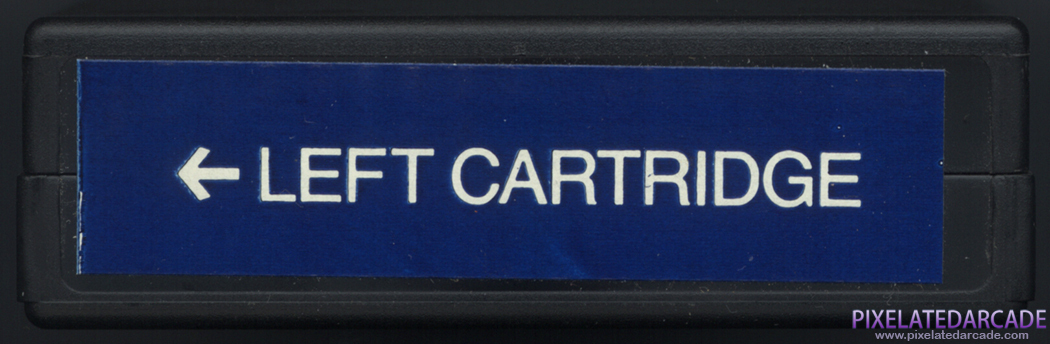 ← LEFT CARTRIDGE
PIXELATEDARCADE
www.pixelatedarcade.com